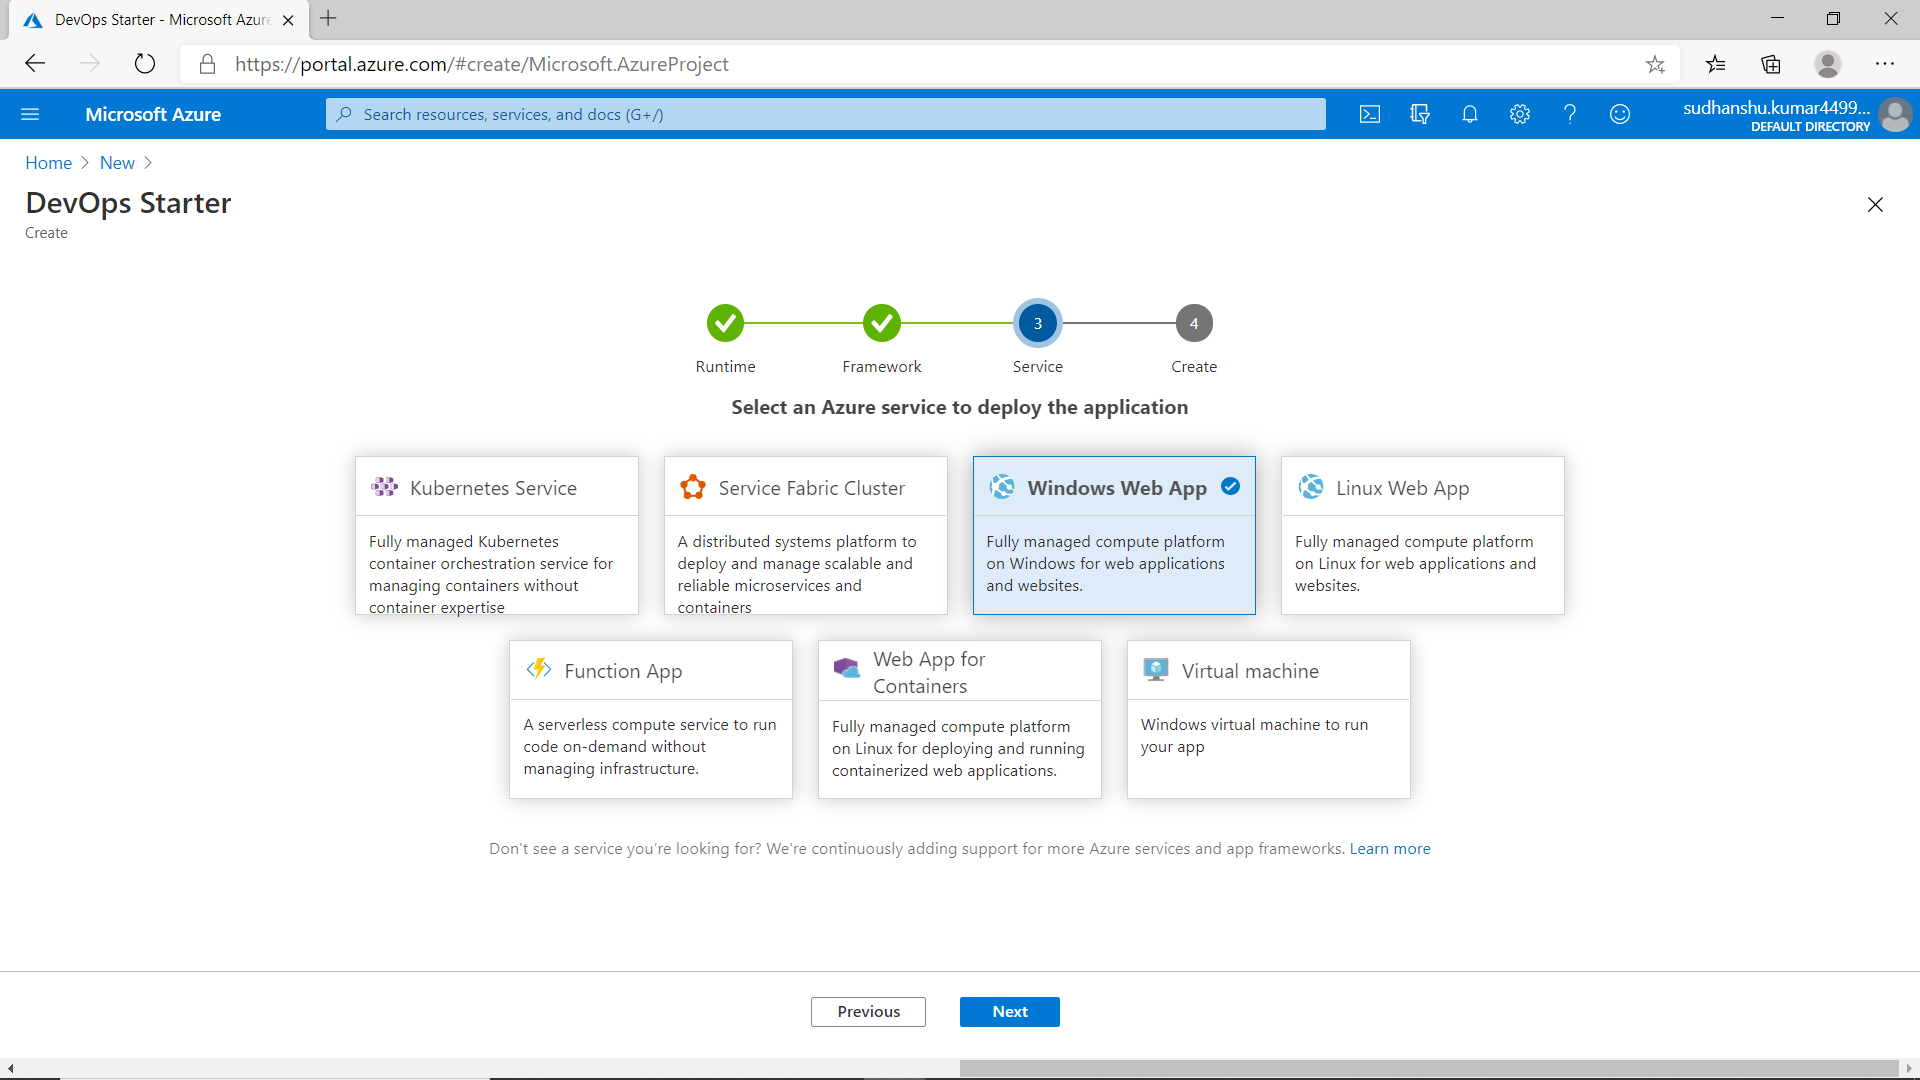 DevOps Starter - Microsoft Azure
https://portal.azure.com/#create/Microsoft.AzureProject
Microsoft Azure
Search resources, services, and docs (G+/)
sudhanshu.kumar4499...
DEFAULT DIRECTORY
Home
New
DevOps Starter
Create
3
4
Runtime
Framework
Service
Create
Select an Azure service to deploy the application
Kubernetes Service
Fully managed Kubernetes
container orchestration service for
managing containers without
container expertise
Service Fabric Cluster
A distributed systems platform to
deploy and manage scalable and
reliable microservices and
containers
Windows Web App
Fully managed compute platform
on Windows for web applications
and websites.
Linux Web App
Fully managed compute platform
on Linux for web applications and
websites.
Function App
A serverless compute service to run
code on-demand without
managing infrastructure.
Web App for
Containers
Fully managed compute platform
on Linux for deploying and running
containerized web applications.
Virtual machine
Windows virtual machine to run
your app
Don't see a service you're looking for? We're continuously adding support for more Azure services and app frameworks. Learn more
Previous
Next